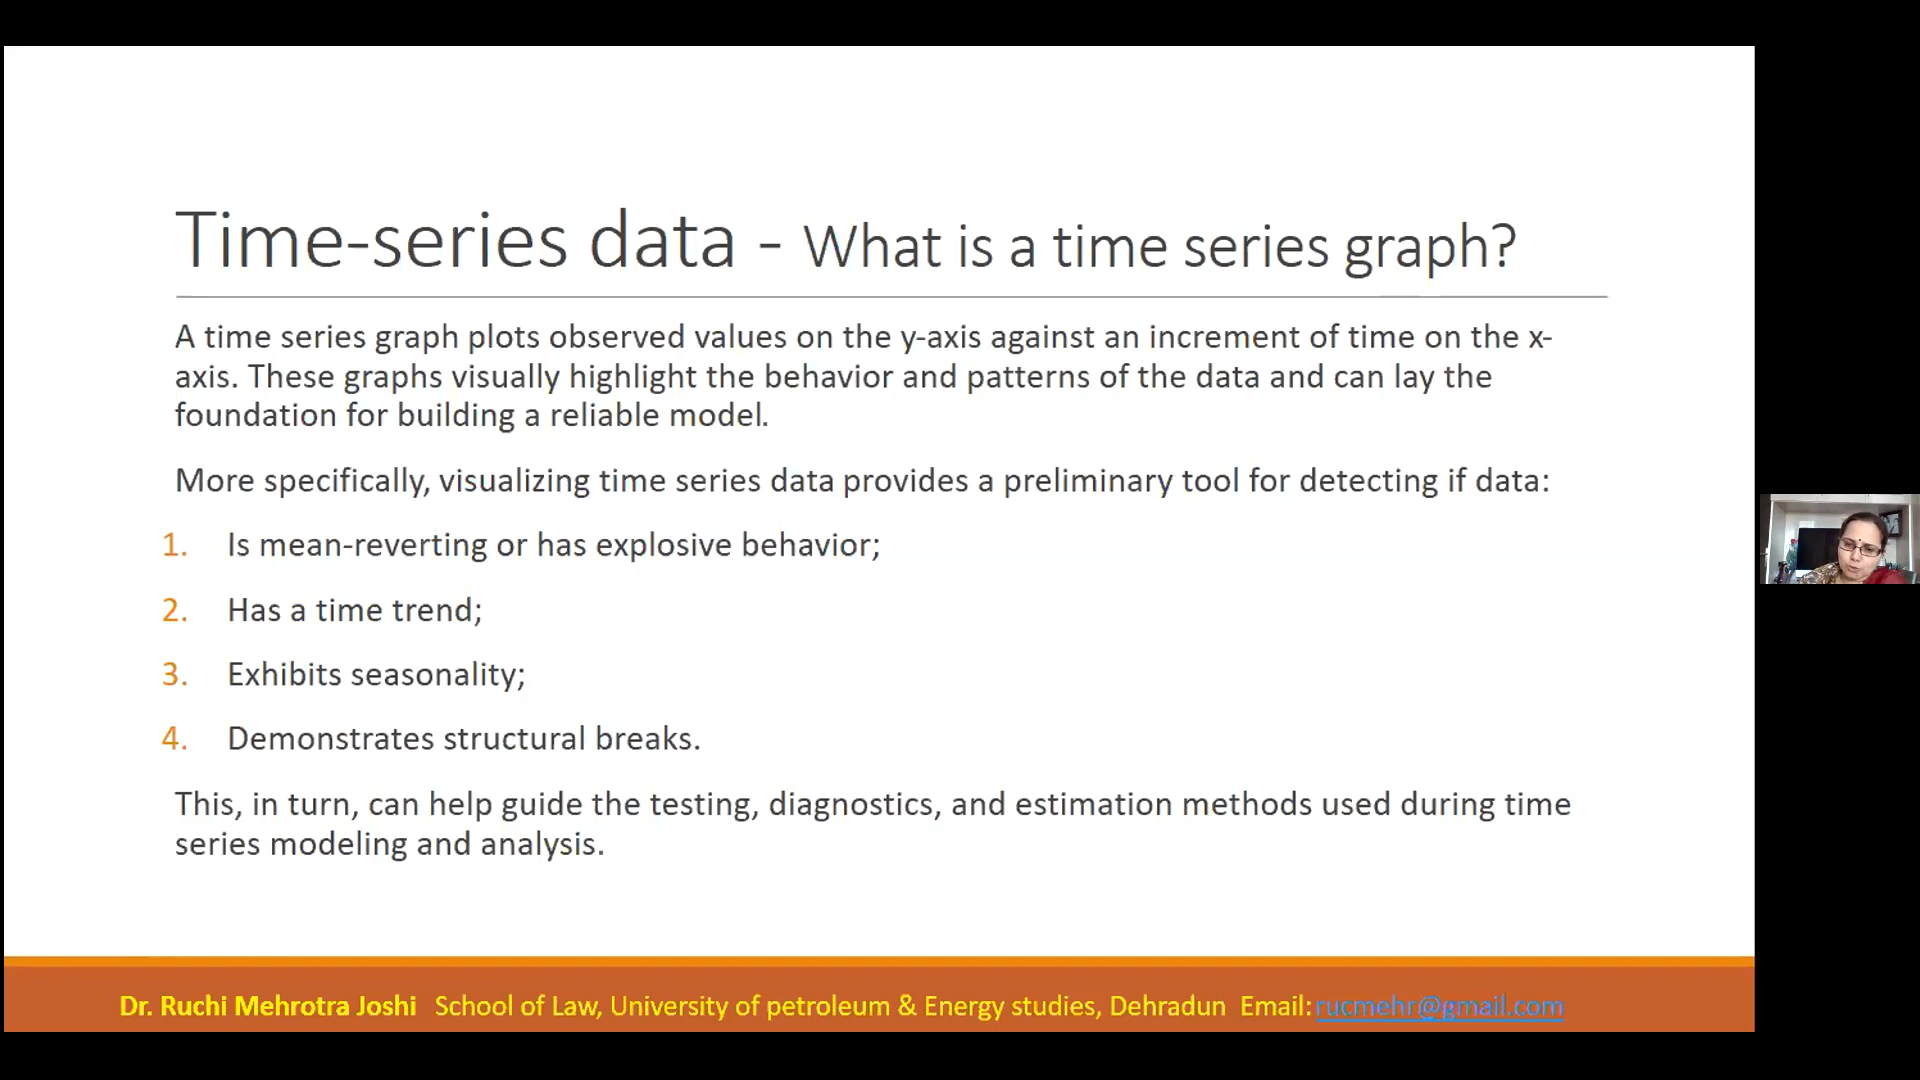 Time-series data - What is a time series graph?
A time series graph plots observed values on the y-axis against an increment of time on the x-
axis. These graphs visually highlight the behavior and patterns of the data and can lay the
foundation for building a reliable model.
More specifically, visualizing time series data provides a preliminary tool for detecting if data:
1. Is mean-reverting or has explosive behavior;
2. Has a time trend;
3. Exhibits seasonality;
4. Demonstrates structural breaks.
This, in turn, can help guide the testing, diagnostics, and estimation methods used during time
series modeling and analysis.
Dr. Ruchi Mehrotra Joshi School of Law, University of petroleum & Energy studies, Dehradun Email: rucmehr@gmail.com